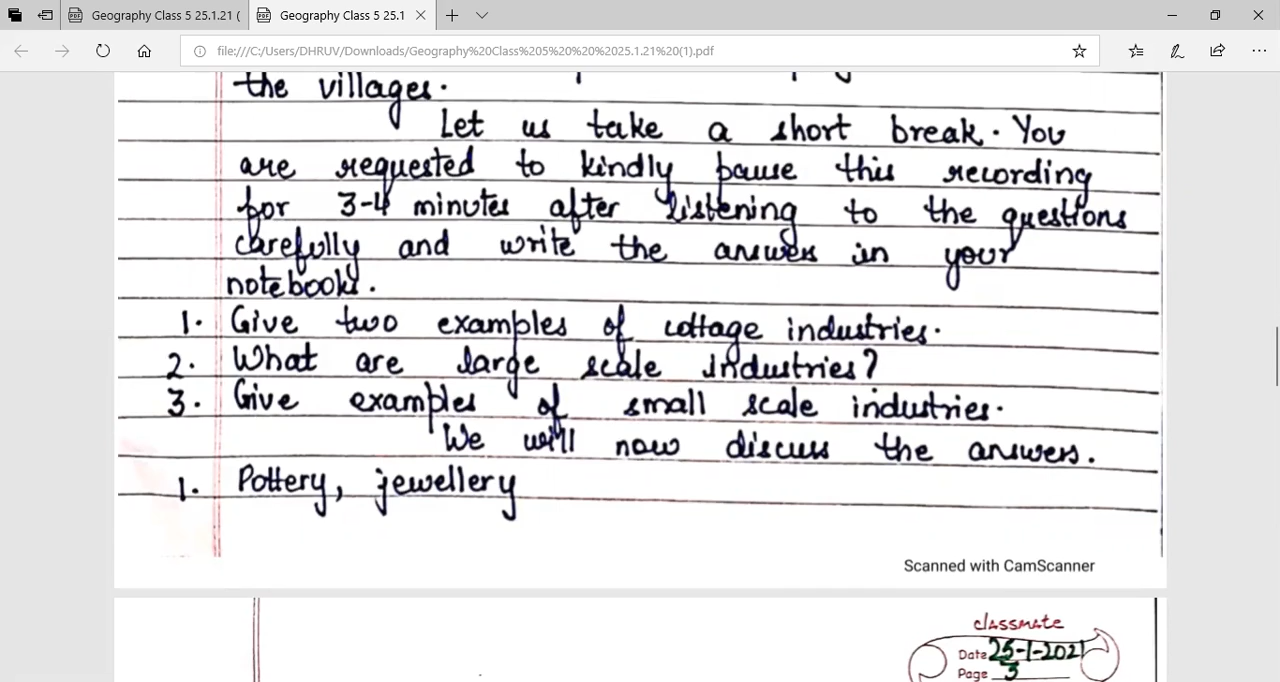 Geography Class 5 25.1.21 (
Geography Class 5 25.1
file:///C:/Users/DHRUV/Downloads/Geography%20Class%205%20%20%2025.1.21%20(1).pdf
the villages.
Let us take a short break. You
are requested to kindly pause this recording
for 3-4 minutes after listening to the questions
carefully and write the answers in your
notebooks.
1. Give two examples of cottage industries.
2. What are large scale industries?
3. Give examples of small scale industries.
We will now discuss the answers.
1. Pottery, jewellery
Scanned with CamScanner
classmate
Date 25-1-2021
Page 3